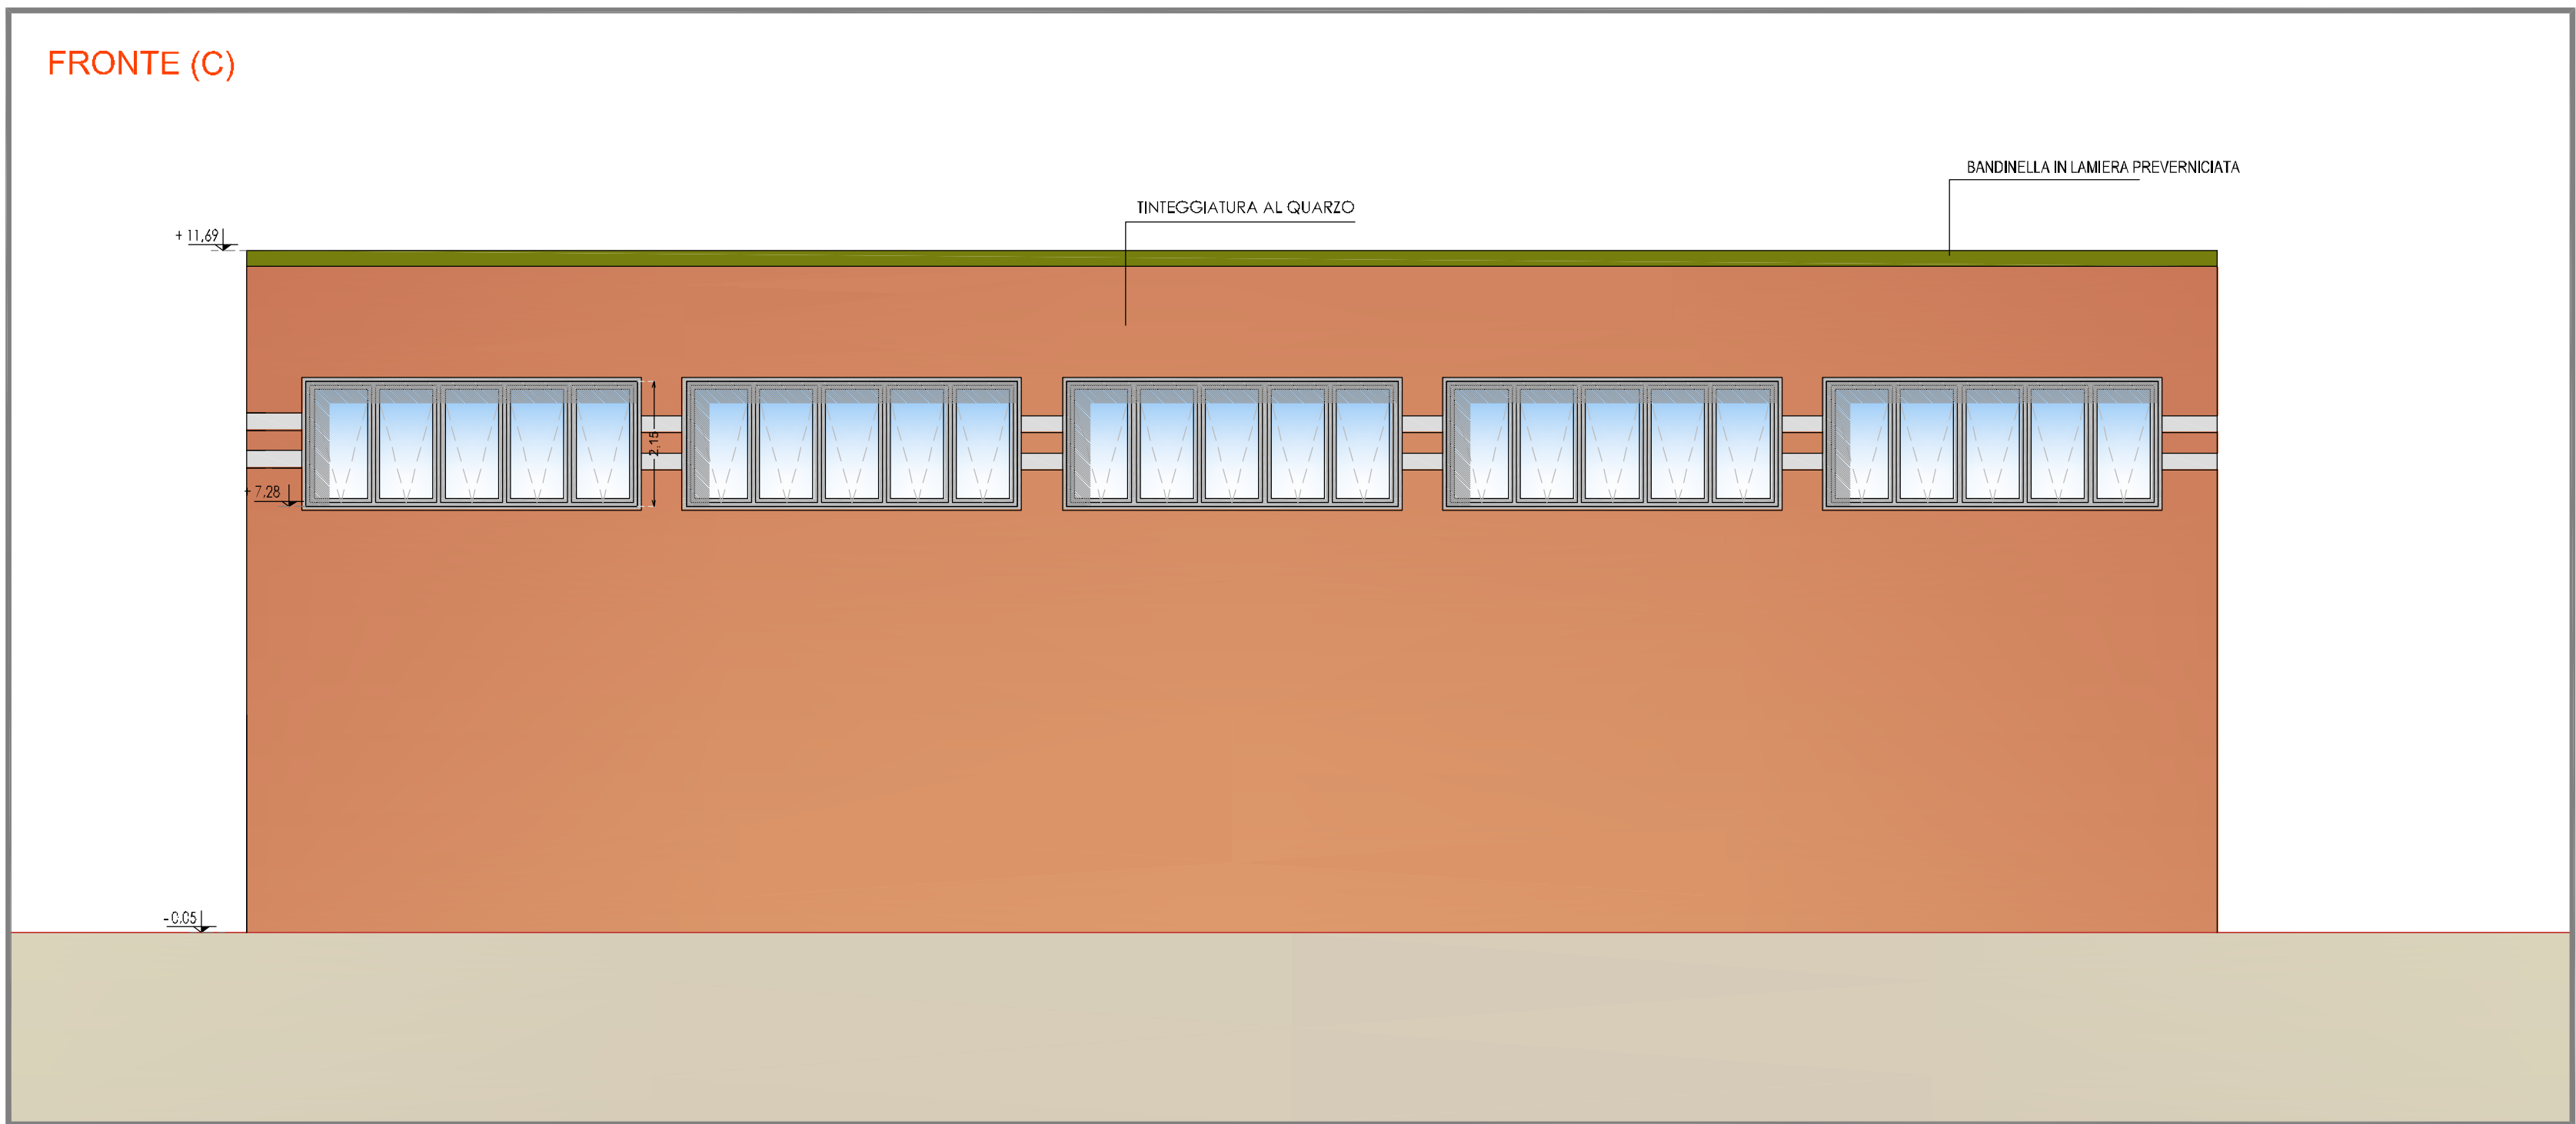 FRONTE (C)
BANDINELLA IN LAMIERA PREVERNICIATA
TINTEGGIATURA AL QUARZO
+ 11,69
2,15
+ 7,28
- 0,05